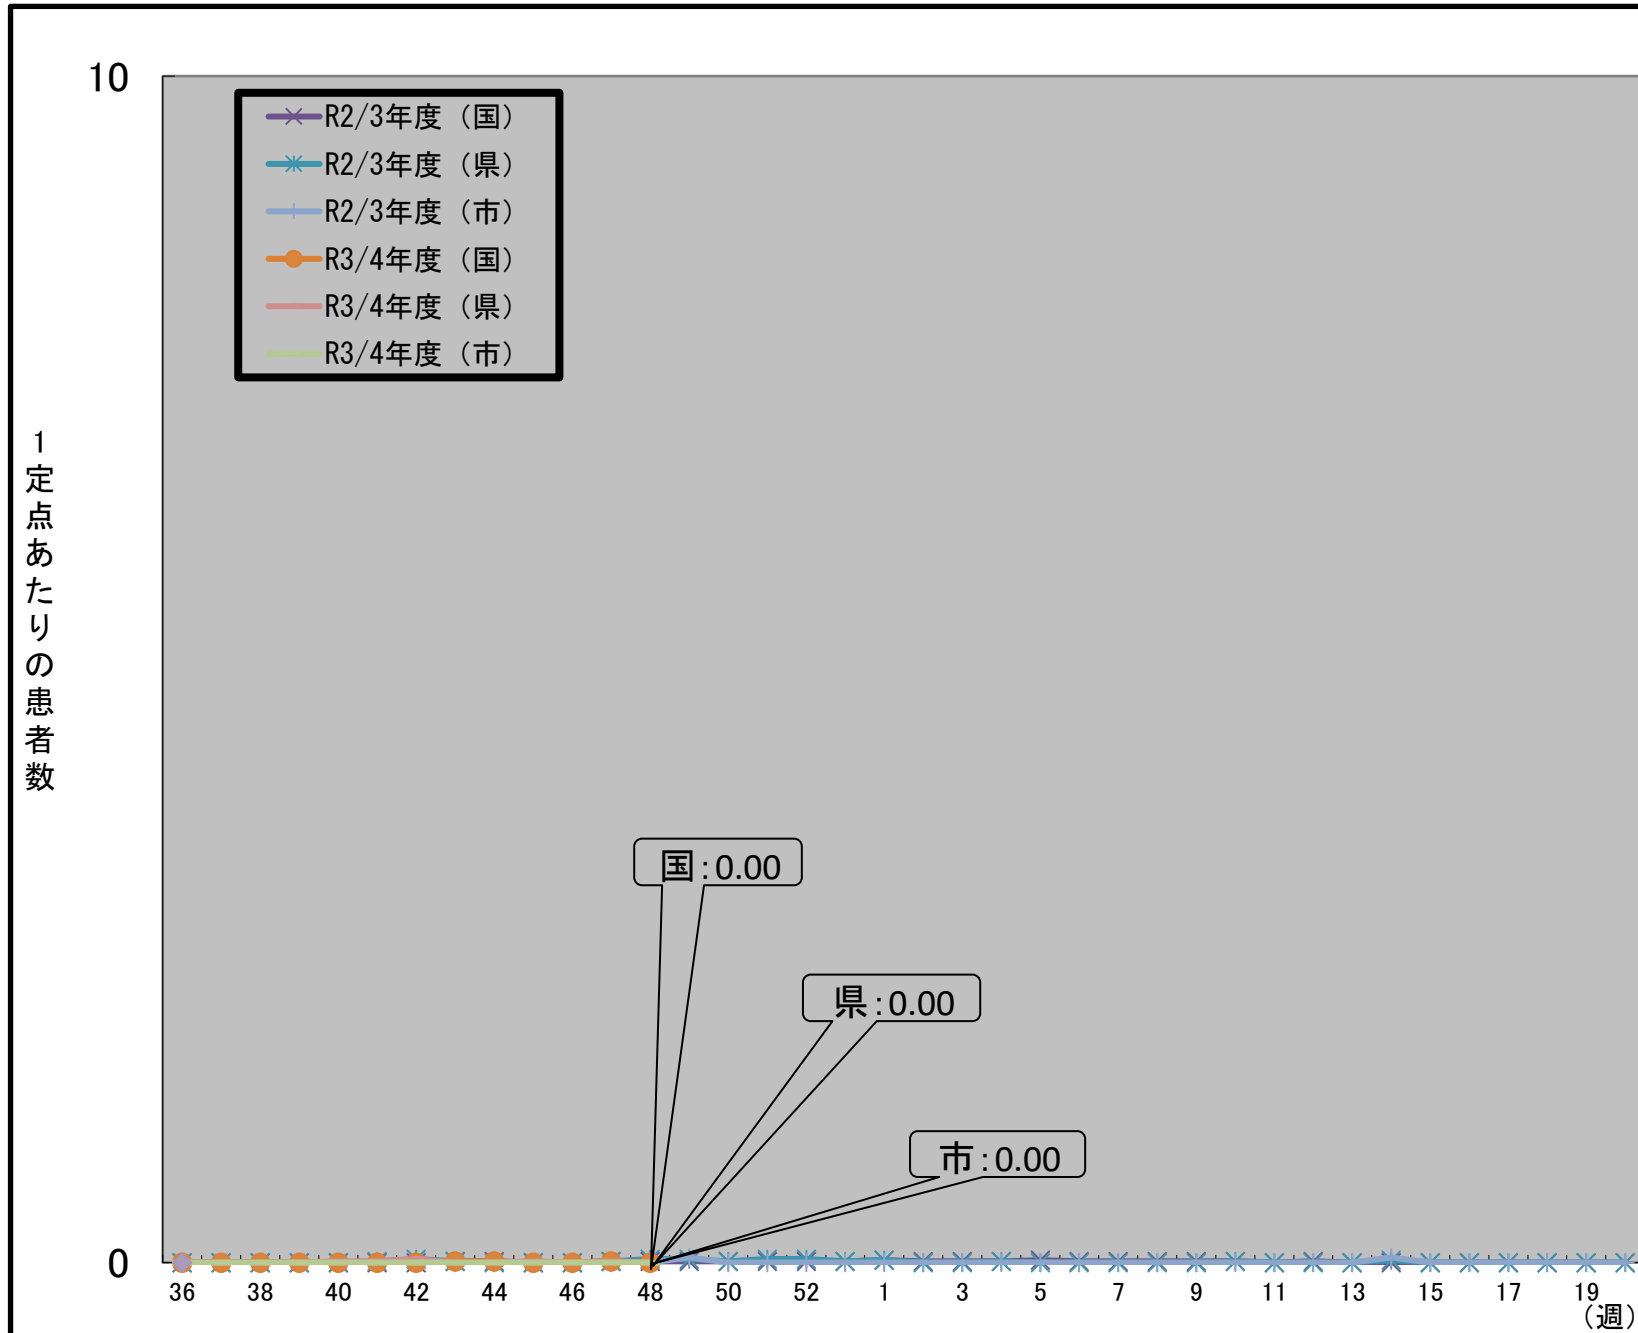 10
R2/3年度（国）
R2/3年度（県）
R2/3年度（市）
R3/4年度（国）
R3/4年度（県）
R3/4年度（市）
1定点あたりの患者数
国：0.00
県：0.00
市：0.00
0
36 38 40 42 44 46 48 50 52 1 3 5 7 9 11 13 15 17 19
（週）